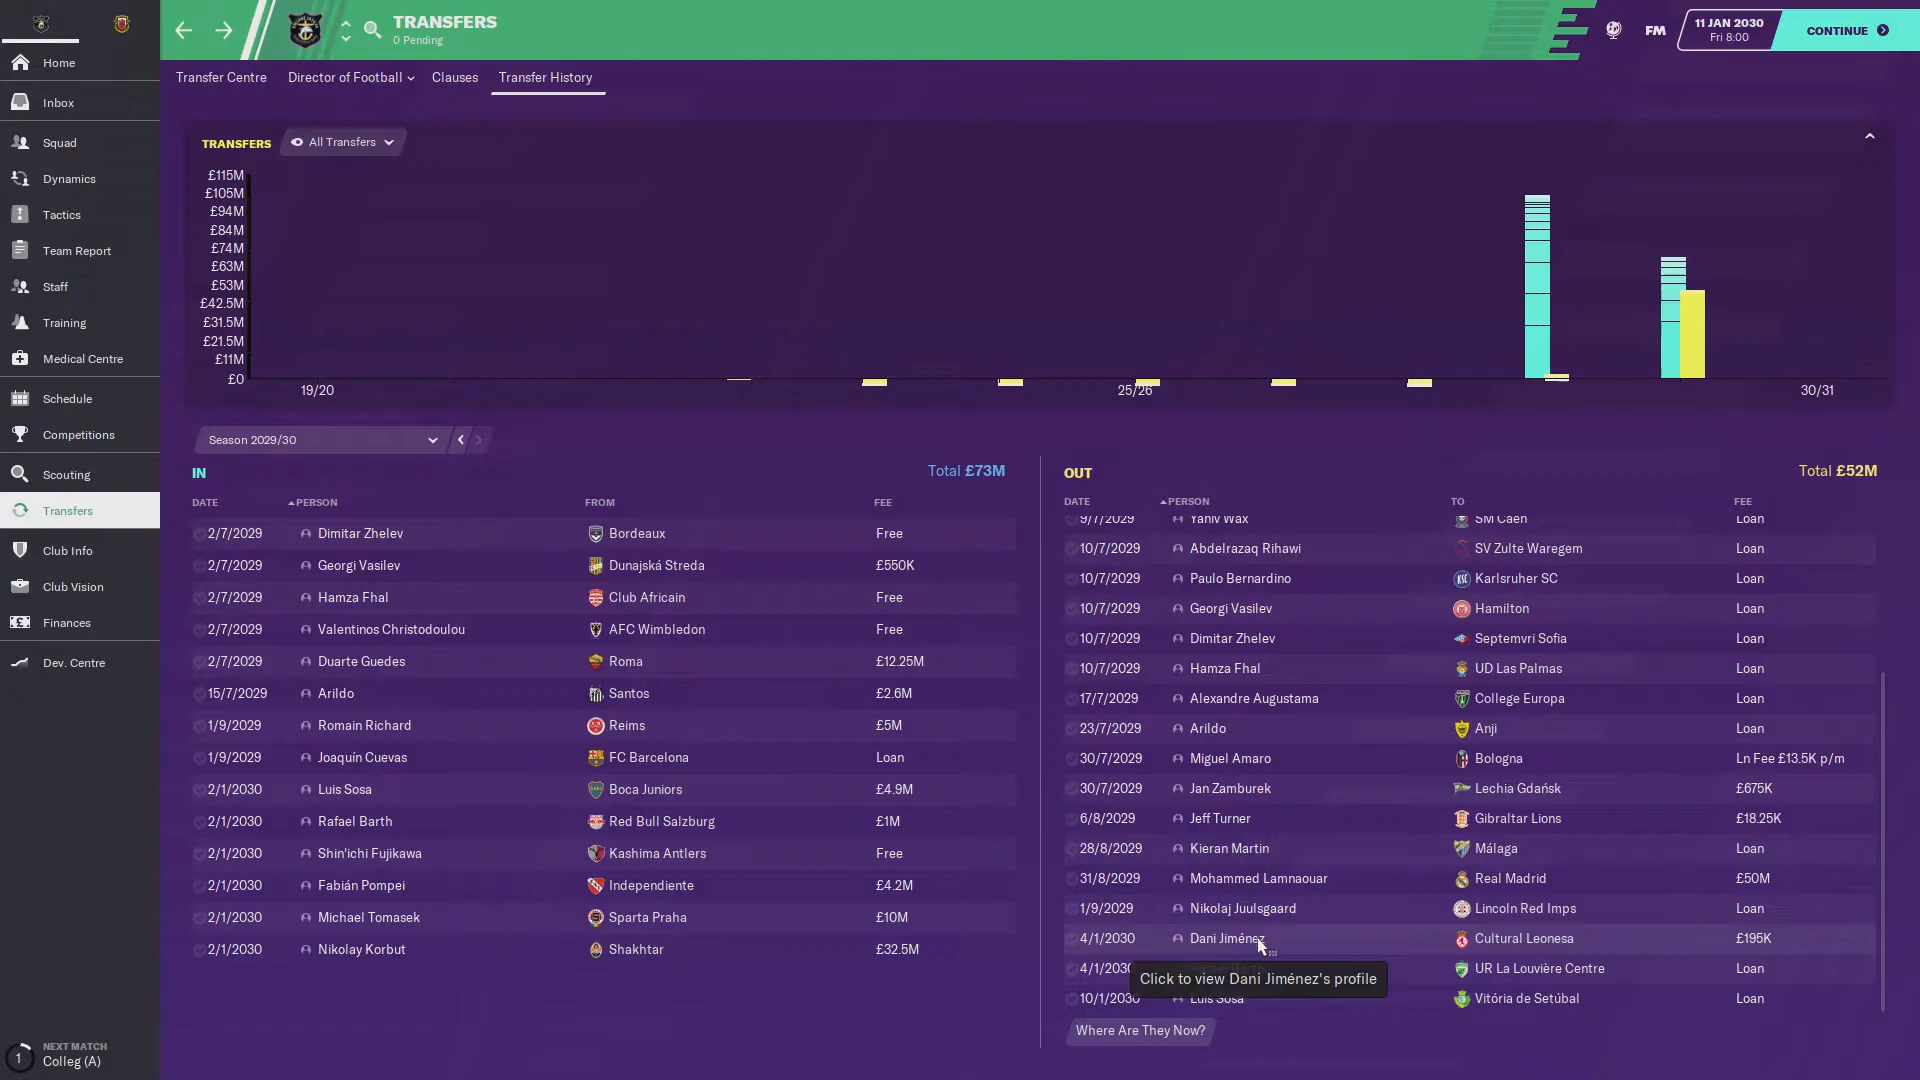 TRANSFERS
0 Pending
FM
11 JAN 2030
Fri 8:00
CONTINUE
Home
Inbox
Squad
Dynamics
Tactics
Team Report
Staff
Training
Medical Centre
Schedule
Competitions
Scouting
Transfers
Club Info
Club Vision
Finances
Dev. Centre
NEXT MATCH
1 Colleg (A)
Transfer Centre Director of Football Clauses Transfer History
TRANSFERS All Transfers
£115M
£105M
£94M
£84M
£74M
£63M
£53M
£42.5M
£31.5M
£21.5M
£11M
£0
19/20 25/26 30/31
Season 2029/30
IN Total £73M
DATE PERSON FROM FEE
2/7/2029 Dimitar Zhelev Bordeaux Free
2/7/2029 Georgi Vasilev Dunajská Streda £550K
2/7/2029 Hamza Fhal Club Africain Free
2/7/2029 Valentinos Christodoulou AFC Wimbledon Free
2/7/2029 Duarte Guedes Roma £12.25M
15/7/2029 Arildo Santos £2.6M
1/9/2029 Romain Richard Reims £5M
1/9/2029 Joaquín Cuevas FC Barcelona Loan
2/1/2030 Luis Sosa Boca Juniors £4.9M
2/1/2030 Rafael Barth Red Bull Salzburg £1M
2/1/2030 Shin'ichi Fujikawa Kashima Antlers Free
2/1/2030 Fabián Pompei Independiente £4.2M
2/1/2030 Michael Tomasek Sparta Praha £10M
2/1/2030 Nikolay Korbut Shakhtar £32.5M
OUT Total £52M
DATE PERSON TO FEE
9/7/2029 Yaniv Wax SM Caen Loan
10/7/2029 Abdelrazaq Rihawi SV Zulte Waregem Loan
10/7/2029 Paulo Bernardino Karlsruher SC Loan
10/7/2029 Georgi Vasilev Hamilton Loan
10/7/2029 Dimitar Zhelev Septemvri Sofia Loan
10/7/2029 Hamza Fhal UD Las Palmas Loan
17/7/2029 Alexandre Augustama College Europa Loan
23/7/2029 Arildo Anji Loan
30/7/2029 Miguel Amaro Bologna Ln Fee £13.5K p/m
30/7/2029 Jan Zamburek Lechia Gdańsk £675K
6/8/2029 Jeff Turner Gibraltar Lions £18.25K
28/8/2029 Kieran Martin Málaga Loan
31/8/2029 Mohammed Lamnaouar Real Madrid £50M
1/9/2029 Nikolaj Juulsgaard Lincoln Red Imps Loan
4/1/2030 Dani Jiménez Cultural Leonesa £195K
4/1/2030 UR La Louvière Centre Loan
Click to view Dani Jiménez's profile
10/1/2030 Luis Sosa Vitória de Setúbal Loan
Where Are They Now?